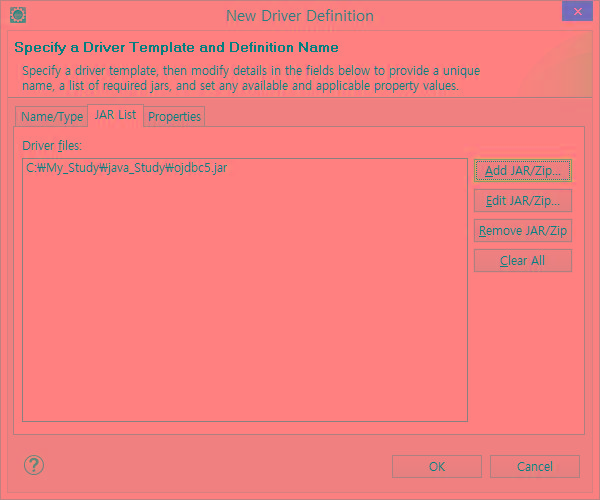 New Driver Definition
Specify a Driver Template and Definition Name
Specify a driver template, then modify details in the fields below to provide a unique
name, a list of required jars, and set any available and applicable property values.
Name/Type JAR List Properties
Driver files:
C:₩My_Study₩java_Study₩ojdbc5.jar
Add JAR/Zip...
Edit JAR/Zip...
Remove JAR/Zip
Clear All
OK Cancel